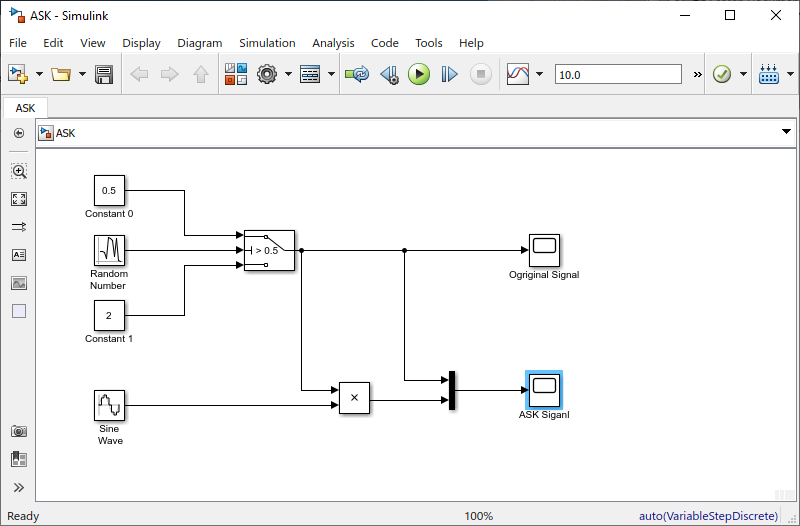 ASK - Simulink
File Edit View Display Diagram Simulation Analysis Code Tools Help
10.0
»
ASK
ASK
0.5
Constant 0
> 0.5
Random
Number
Ogriginal Signal
2
Constant 1
×
ASK Siganl
Sine
Wave
Ready 100% auto(VariableStepDiscrete)